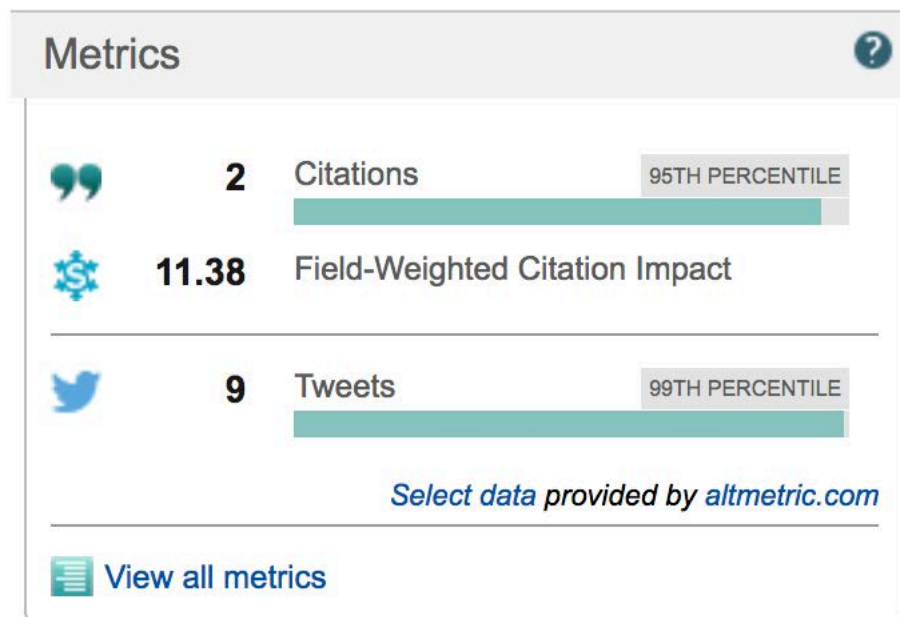 Metrics ?
2 Citations 95TH PERCENTILE
S 11.38 Field-Weighted Citation Impact
9 Tweets 99TH PERCENTILE
Select data provided by altmetric.com
View all metrics